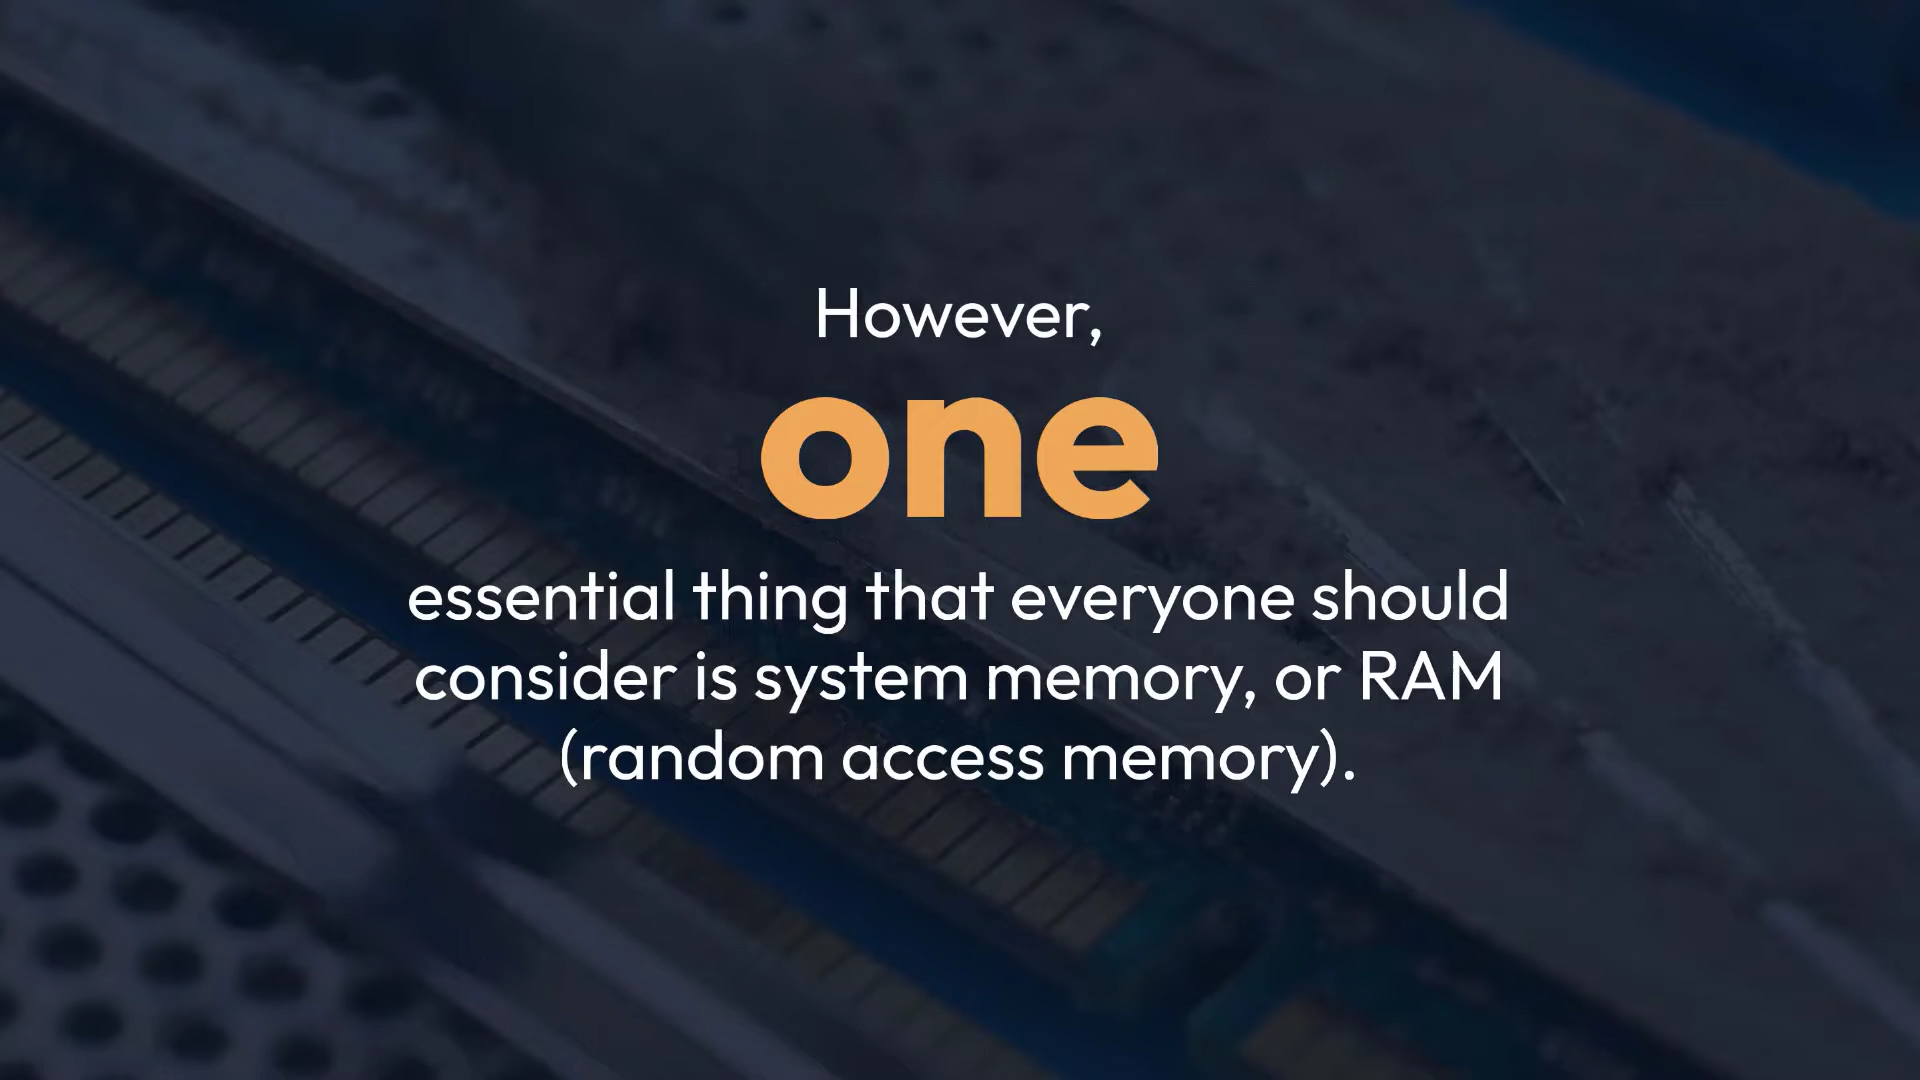 However,
one
essential thing that everyone should
consider is system memory, or RAM
(random access memory).